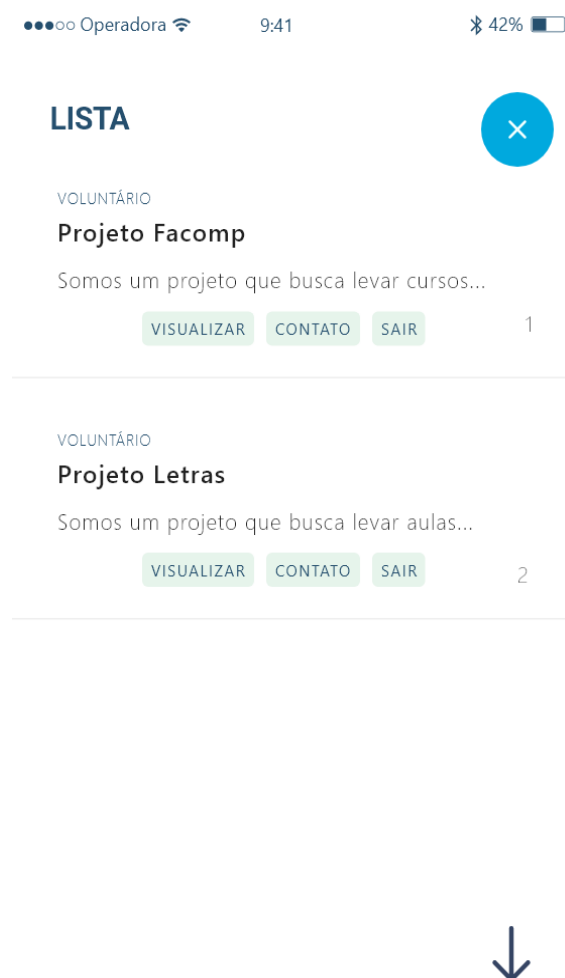 Operadora 9:41 42%
LISTA
VOLUNTÁRIO
Projeto Facomp
Somos um projeto que busca levar cursos...
VISUALIZAR CONTATO SAIR 1
VOLUNTÁRIO
Projeto Letras
Somos um projeto que busca levar aulas...
VISUALIZAR CONTATO SAIR 2